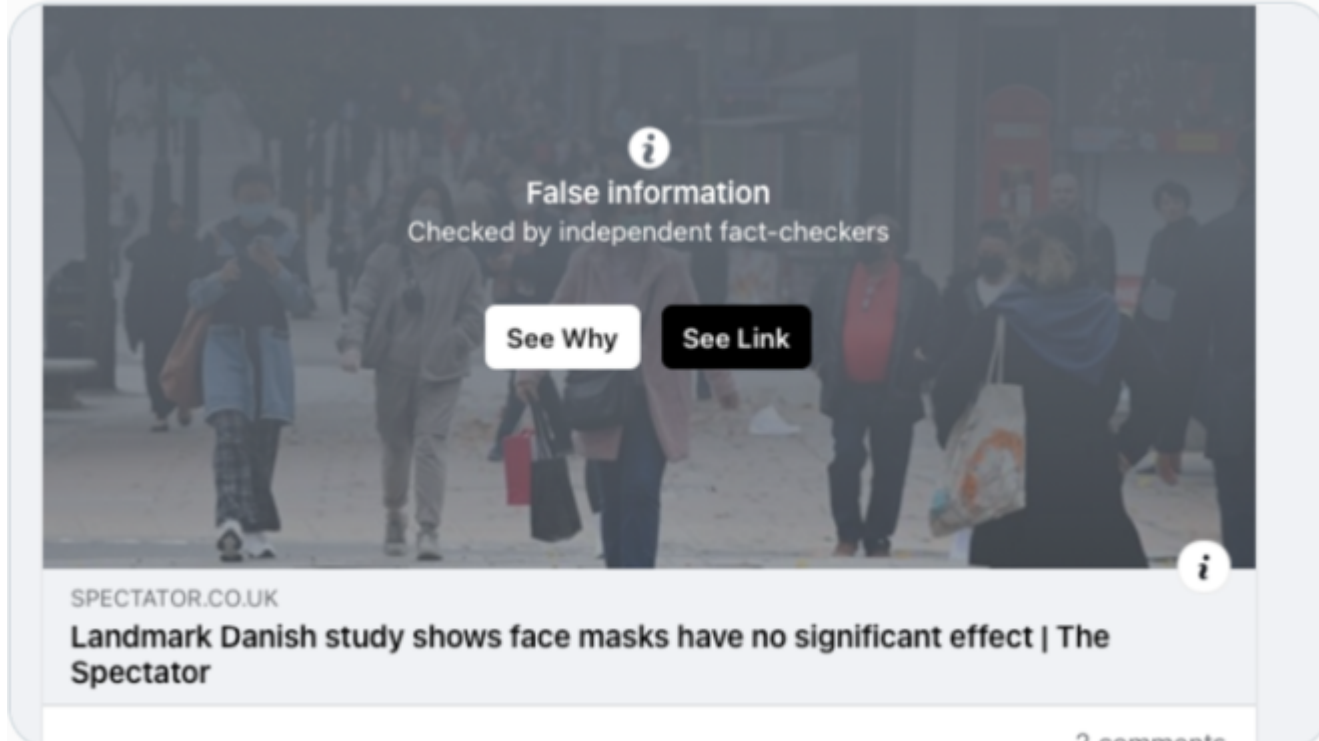 False information
Checked by independent fact-checkers
See Why
See Link
SPECTATOR.CO.UK
Landmark Danish study shows face masks have no significant effect | The
Spectator
comments